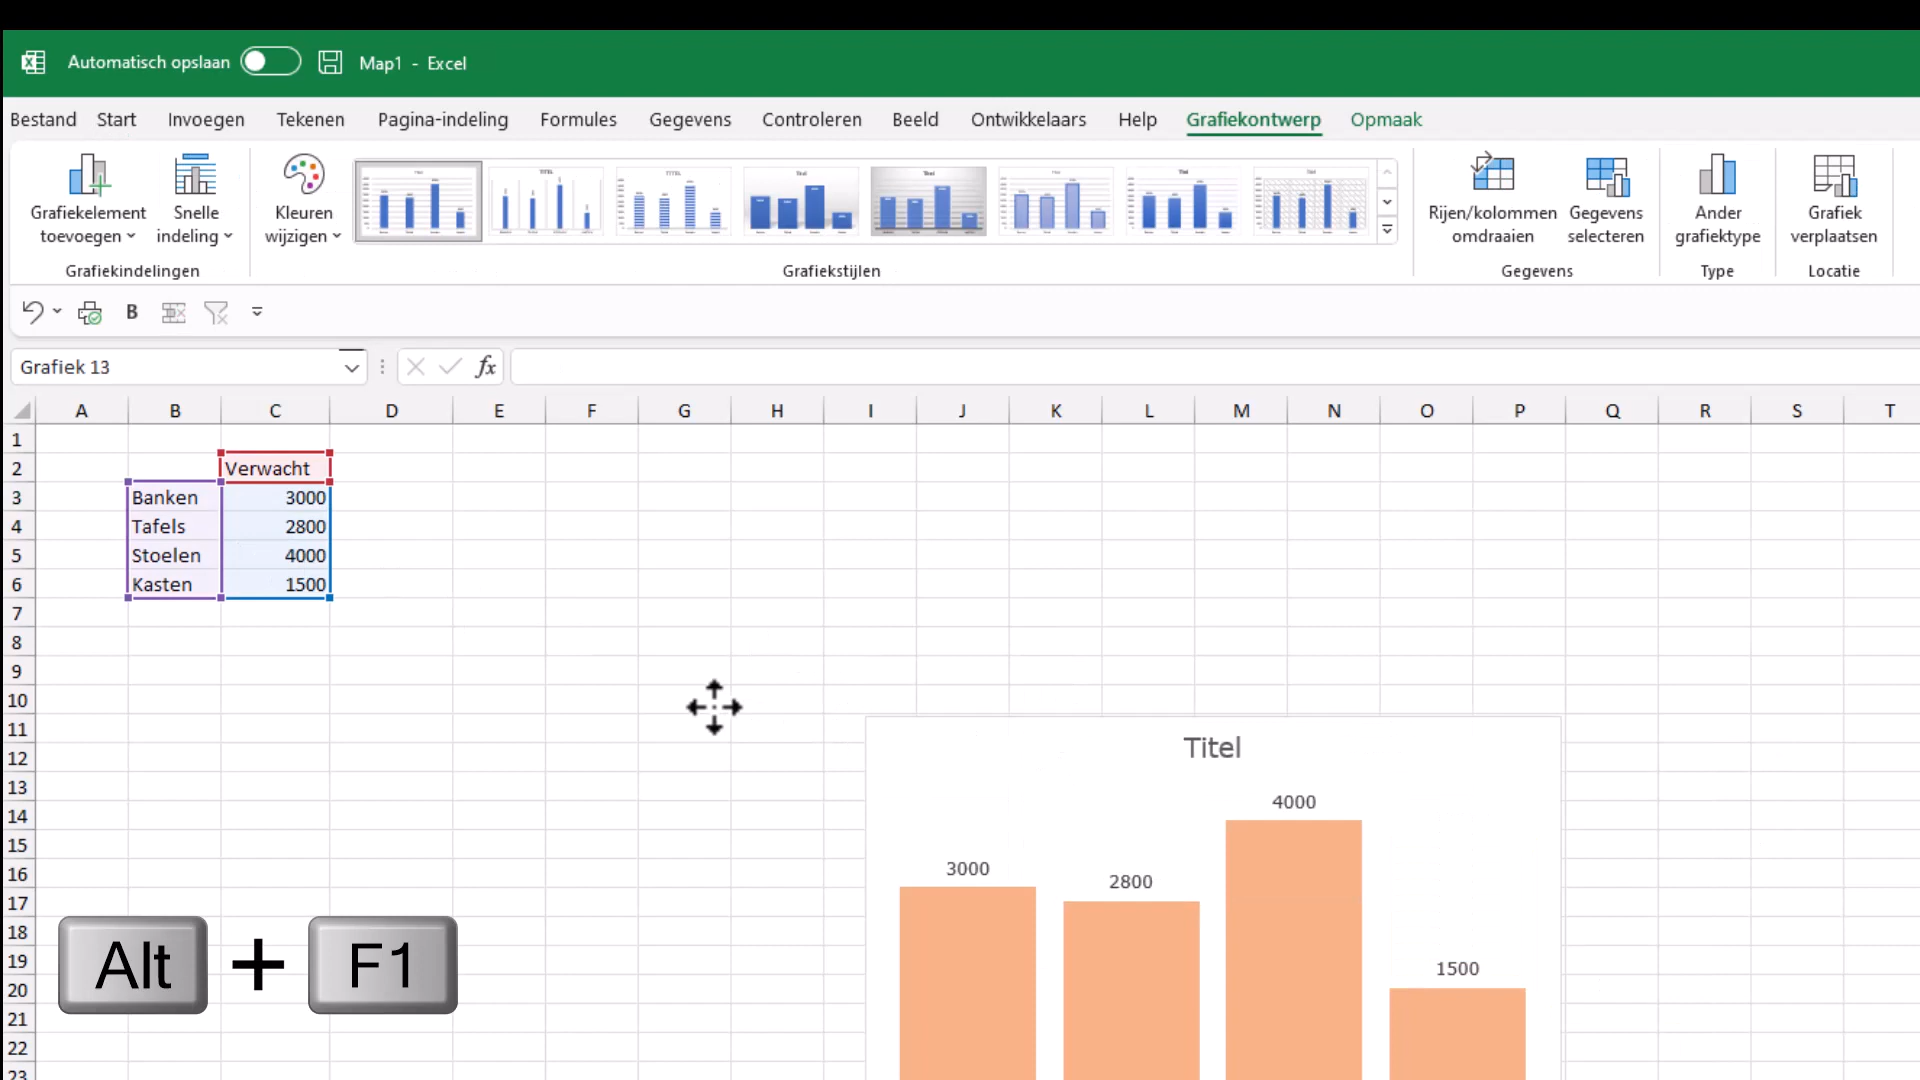 Automatisch opslaan Map1 - Excel
Bestand Start Invoegen Tekenen Pagina-indeling Formules Gegevens Controleren Beeld Ontwikkelaars Help Grafiekontwerp Opmaak
Grafiekelement toevoegen
Snelle indeling
Kleuren wijzigen
Rijen/kolommen omdraaien
Gegevens selecteren
Ander grafiektype
Grafiek verplaatsen
Grafiekindelingen Grafiekstijlen Gegevens Type Locatie
B
Grafiek 13 fx
A B C D E F G H I J K L M N O P Q R S T
1
2 Verwacht
3 Banken 3000
4 Tafels 2800
5 Stoelen 4000
6 Kasten 1500
7
8
9
10
11
12
13
14
15
16
17
18
19
20
21
22
23
Titel
4000
3000
2800
1500
Alt + F1